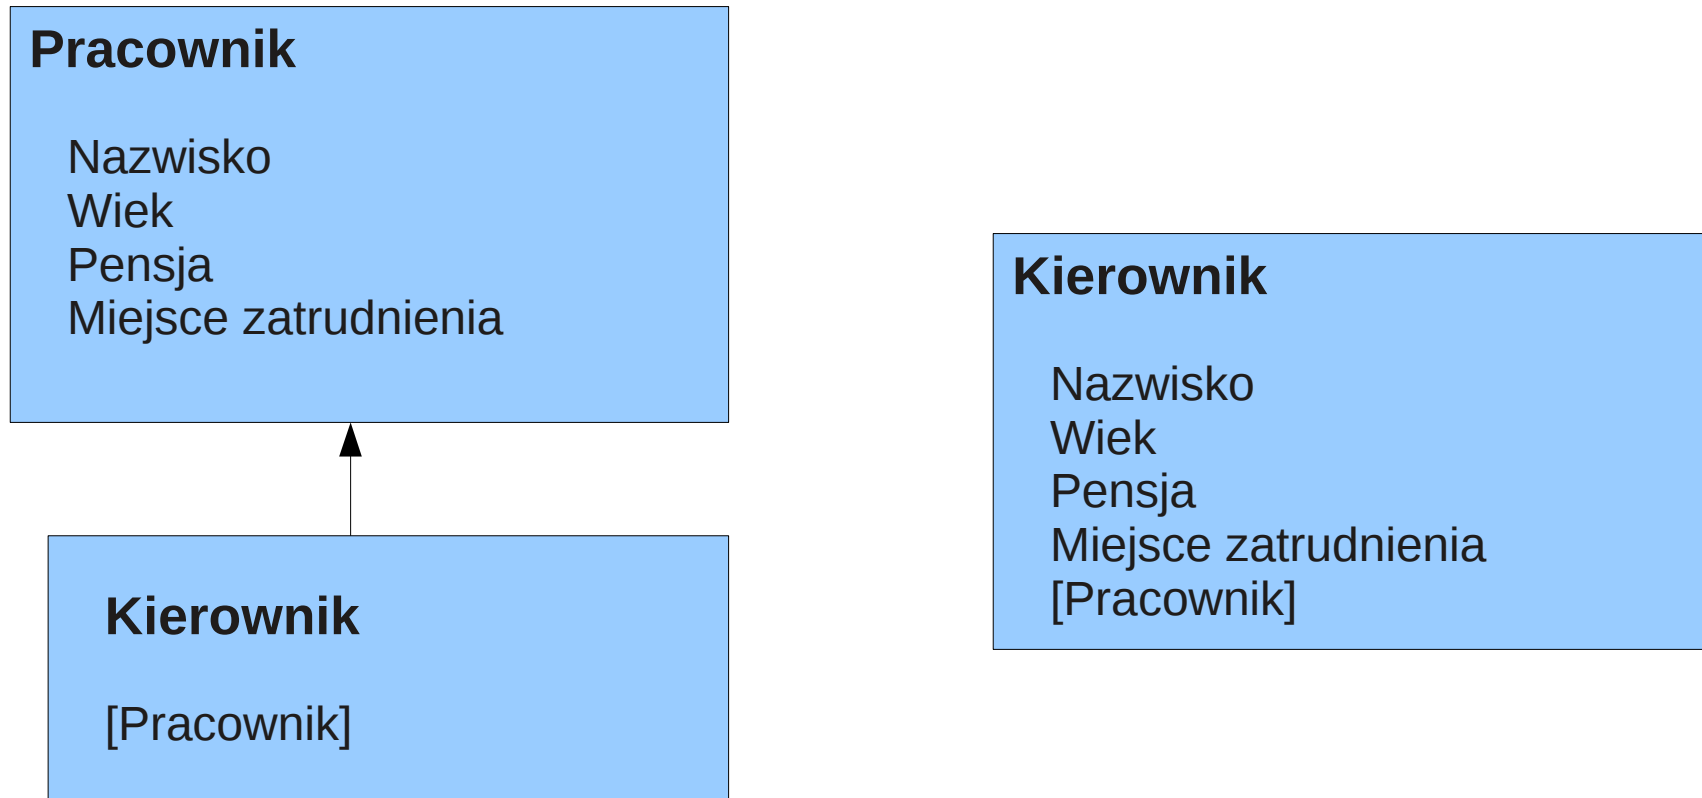 Pracownik
Nazwisko
Wiek
Pensja
Miejsce zatrudnienia
Kierownik
[Pracownik]
Kierownik
Nazwisko
Wiek
Pensja
Miejsce zatrudnienia
[Pracownik]